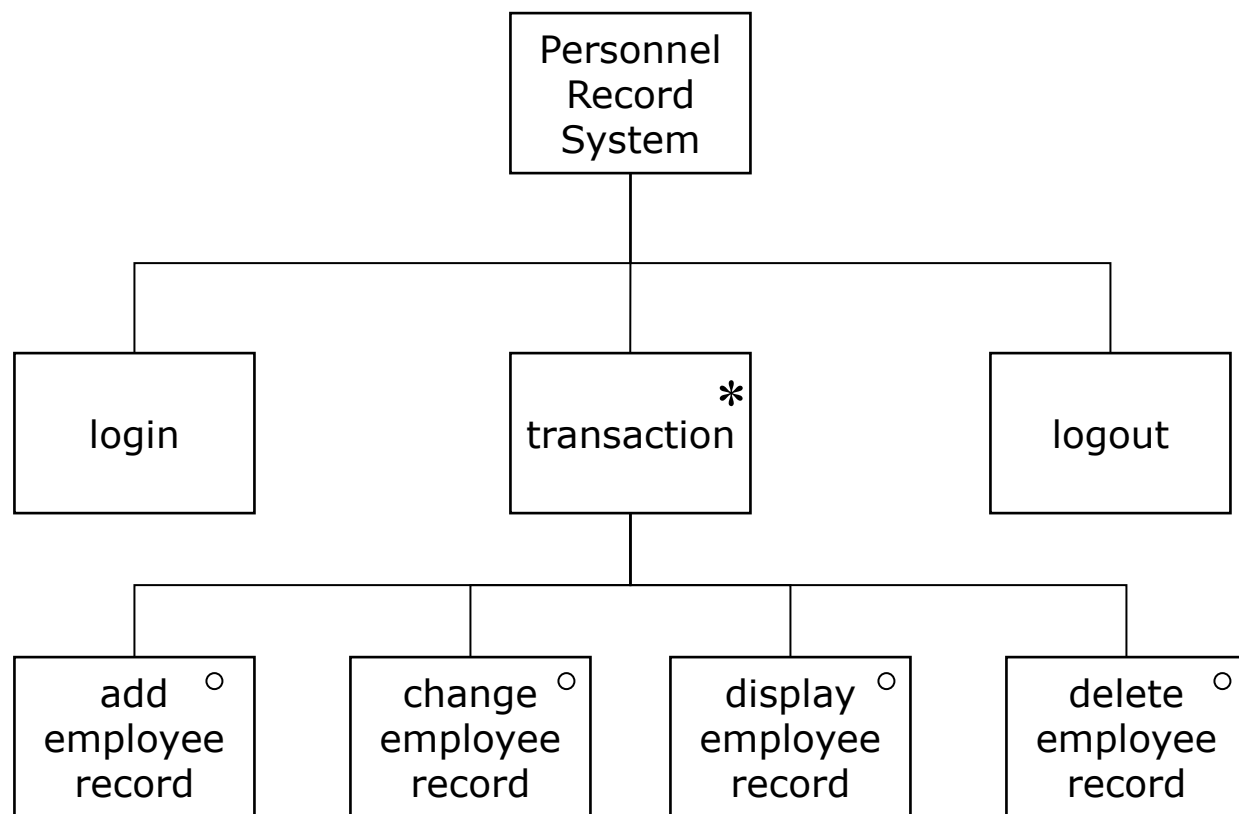 Personnel
Record
System
login
transaction *
logout
add
employee
record
change
employee
record
display
employee
record
delete
employee
record